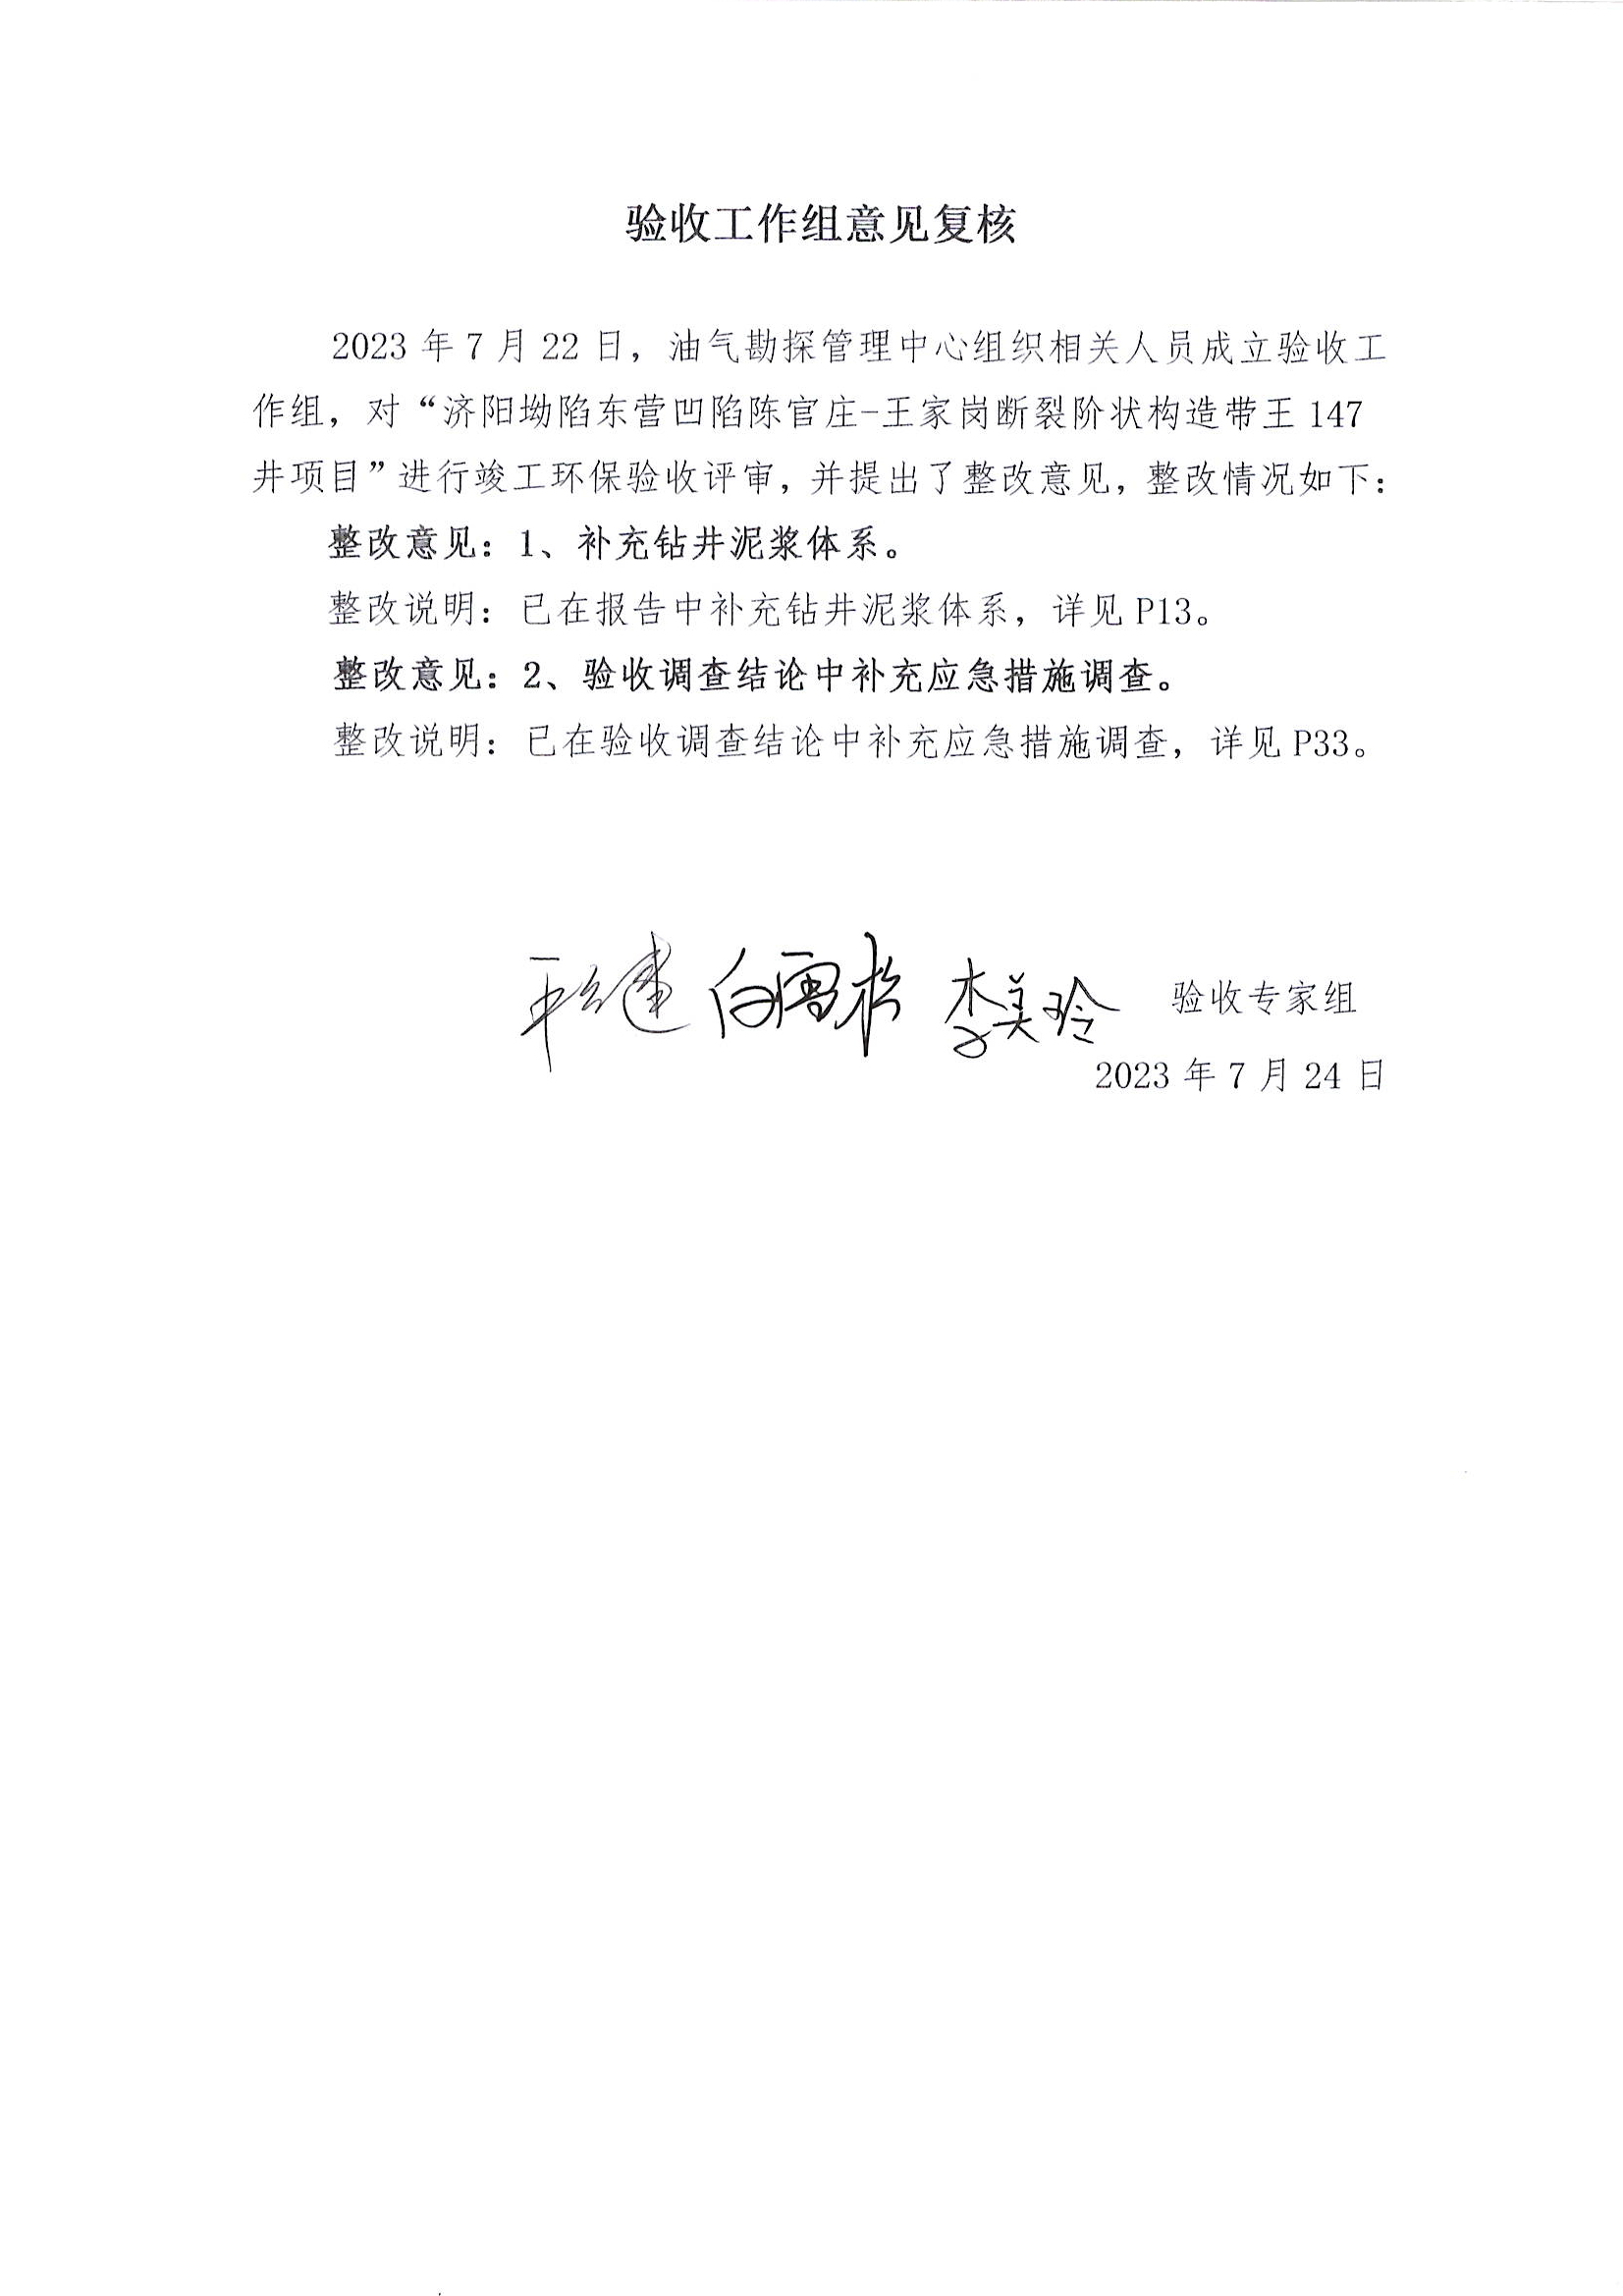 验收工作组意见复核
2023 年 7 月 22 日，油气勘探管理中心组织相关人员成立验收工
作组，对“济阳坳陷东营凹陷陈官庄-王家岗断裂阶状构造带王 147
井项目”进行竣工环保验收评审，并提出了整改意见，整改情况如下：
整改意见：1、补充钻井泥浆体系。
整改说明：已在报告中补充钻井泥浆体系，详见 P13。
整改意见：2、验收调查结论中补充应急措施调查。
整改说明：已在验收调查结论中补充应急措施调查，详见 P33。
李美玲 验收专家组
2023 年 7 月 24 日